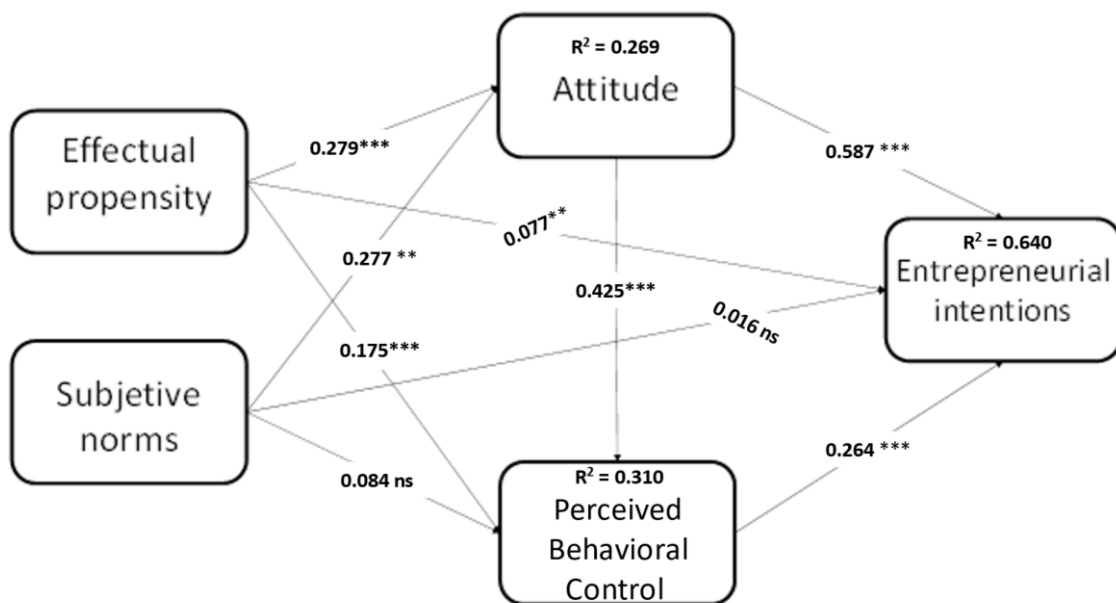 R² = 0.269
Attitude
Effectual
propensity
0.279***
0.587 ***
0.077**
R² = 0.640
Entrepreneurial
intentions
0.277 **
0.425***
0.016 ns
0.175***
Subjetive
norms
0.264 ***
0.084 ns
R² = 0.310
Perceived
Behavioral
Control